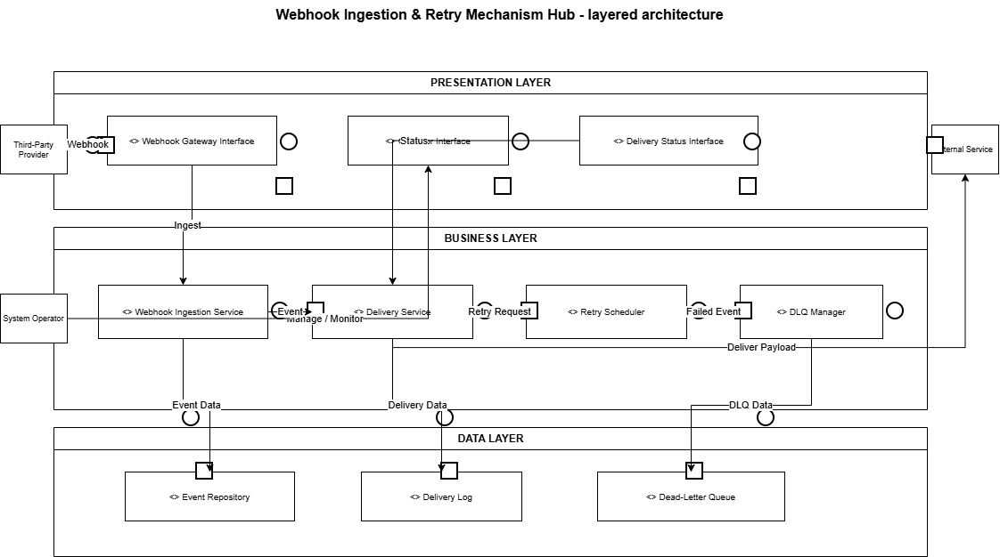 Webhook Ingestion & Retry Mechanism Hub - layered architecture
PRESENTATION LAYER
Third-Party
Provider
Webhook
<> Webhook Gateway Interface
<> Interface
Status
<> Delivery Status Interface
ternal Service
Ingest
BUSINESS LAYER
System Operator
<> Webhook Ingestion Service
Event
Manage / Monitor
<> Delivery Service
Retry Request
<> Retry Scheduler
Failed Event
<> DLQ Manager
Deliver Payload
Event Data
Delivery Data
DLQ Data
DATA LAYER
<> Event Repository
<> Delivery Log
<> Dead-Letter Queue